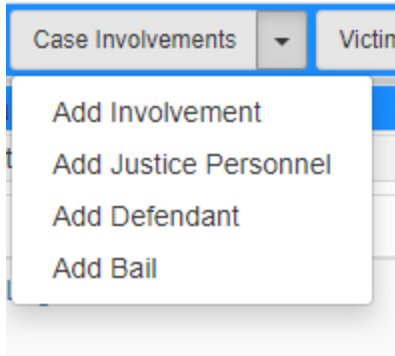 Case Involvements
Add Involvement
Add Justice Personnel
Add Defendant
Add Bail